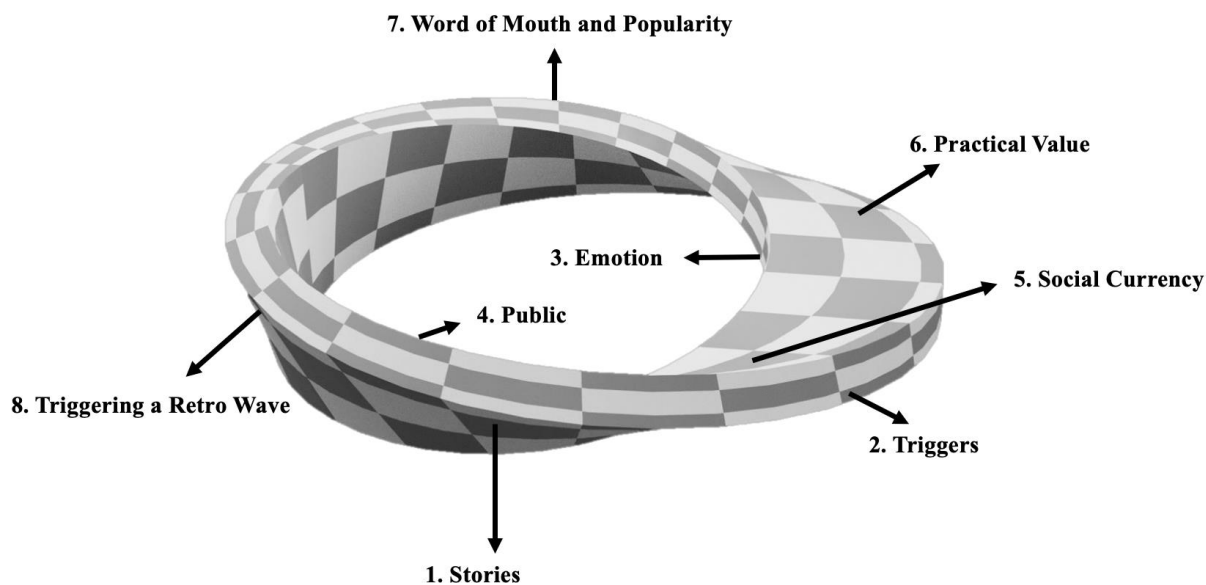 7. Word of Mouth and Popularity
6. Practical Value
3. Emotion
5. Social Currency
4. Public
8. Triggering a Retro Wave
2. Triggers
1. Stories